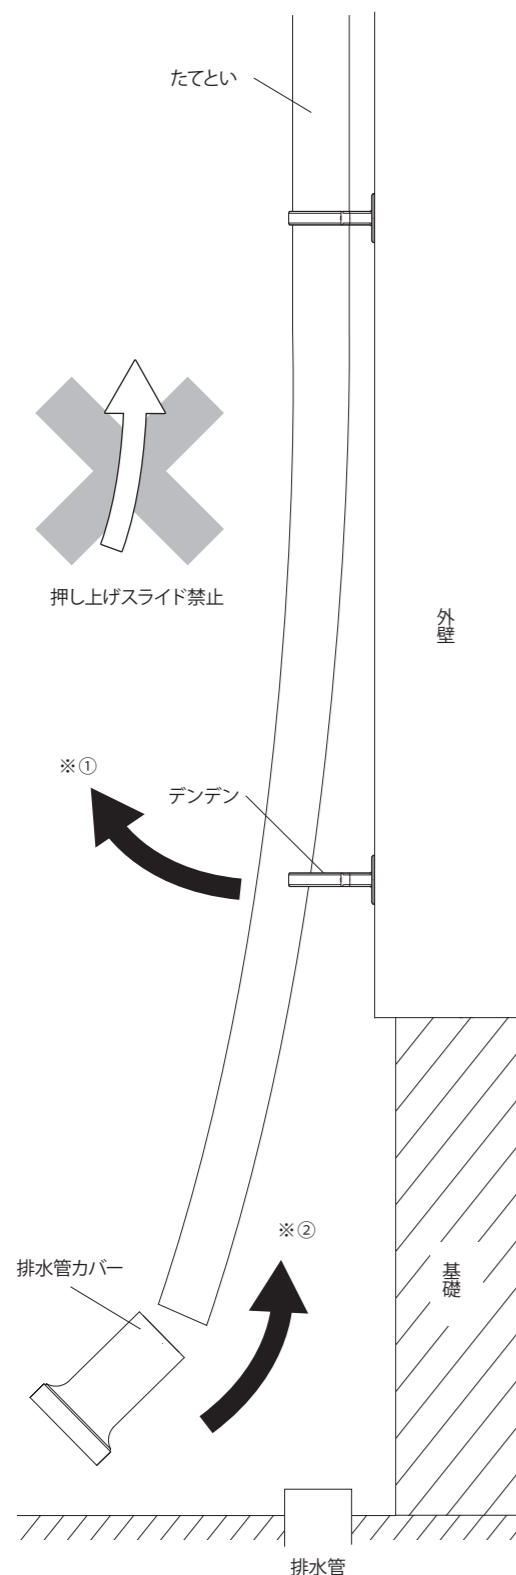 たてとい
押し上げスライド禁止
外壁
※①
デンデン
※②
排水管カバー
基礎
排水管